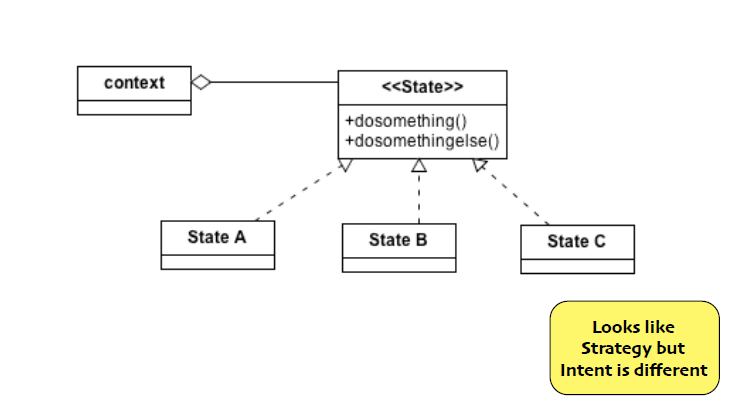 context
<<State>>
+dosomething()
+dosomethingelse()
State A
State B
State C
Looks like
Strategy but
Intent is different